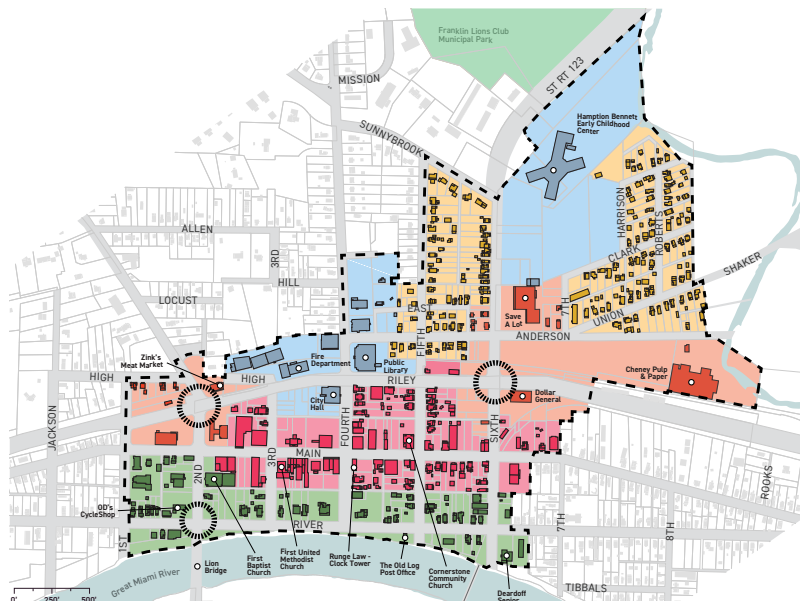 Franklin Lions Club
Municipal Park
ST RT 123
MISSION
SUNNYBROOK
Hampton Bennett
Early Childhood
Center
HARRISON
ROBERTS
CLARK
SHAKER
ALLEN
3RD
HILL
LOCUST
EAST
FIFTH
Save
A Lot
7TH
UNION
ANDERSON
Zink's
Meat Market
Fire
Department
Public
Library
HIGH
HIGH
RILEY
City
Hall
Cheney Pulp
& Paper
Dollar
General
JACKSON
FOURTH
SIXTH
MAIN
2ND
3RD
ROOKS
OD's
CycleShop
RIVER
1ST
7TH
8TH
Lion
Bridge
First
Baptist
Church
First United
Methodist
Church
Runge Law -
Clock Tower
The Old Log
Post Office
Cornerstone
Community
Church
Deardoff
Senior
Great Miami River
TIBBALS
0' 250' 500'